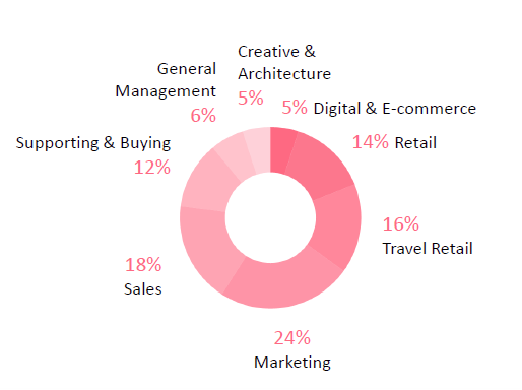 Creative &
Architecture
5%
General
Management
6%
5% Digital & E-commerce
14% Retail
Supporting & Buying
12%
16%
Travel Retail
18%
Sales
24%
Marketing